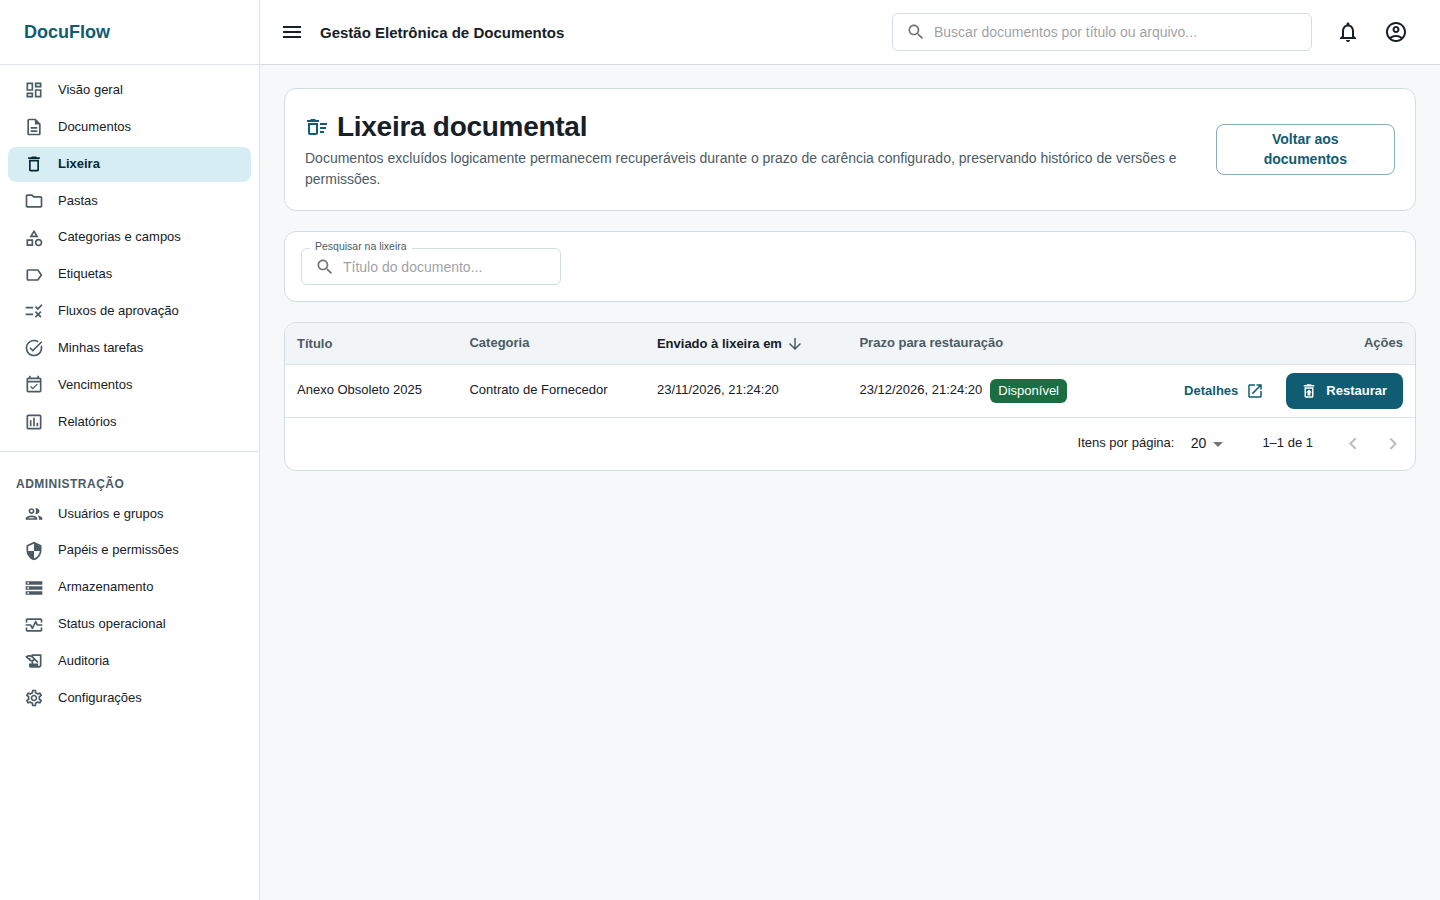 DocuFlow
Gestão Eletrônica de Documentos
Buscar documentos por título ou arquivo...
Visão geral
Documentos
Lixeira
Pastas
Categorias e campos
Etiquetas
Fluxos de aprovação
Minhas tarefas
Vencimentos
Relatórios
ADMINISTRAÇÃO
Usuários e grupos
Papéis e permissões
Armazenamento
Status operacional
Auditoria
Configurações
Lixeira documental
Documentos excluídos logicamente permanecem recuperáveis durante o prazo de carência configurado, preservando histórico de versões e
permissões.
Voltar aos
documentos
Pesquisar na lixeira
Título do documento...
Título Categoria Enviado à lixeira em Prazo para restauração Ações
Anexo Obsoleto 2025 Contrato de Fornecedor 23/11/2026, 21:24:20 23/12/2026, 21:24:20 Disponível Detalhes Restaurar
Itens por página: 20 1–1 de 1